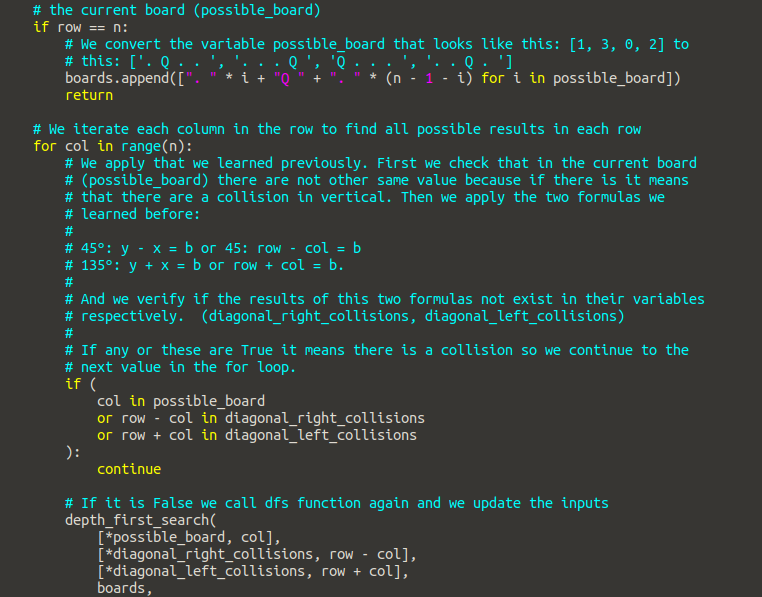 # the current board (possible_board)
if row == n:
# We convert the variable possible_board that looks like this: [1, 3, 0, 2] to
# this: ['. Q . . ', '. . . Q ', 'Q . . . ', '. . Q . ']
boards.append([". " * i + "Q " + ". " * (n - 1 - i) for i in possible_board])
return
# We iterate each column in the row to find all possible results in each row
for col in range(n):
# We apply that we learned previously. First we check that in the current board
# (possible_board) there are not other same value because if there is it means
# that there are a collision in vertical. Then we apply the two formulas we
# learned before:
#
# 45º: y - x = b or 45: row - col = b
# 135º: y + x = b or row + col = b.
#
# And we verify if the results of this two formulas not exist in their variables
# respectively.  (diagonal_right_collisions, diagonal_left_collisions)
#
# If any or these are True it means there is a collision so we continue to the
# next value in the for loop.
if (
col in possible_board
or row - col in diagonal_right_collisions
or row + col in diagonal_left_collisions
):
continue
# If it is False we call dfs function again and we update the inputs
depth_first_search(
[*possible_board, col],
[*diagonal_right_collisions, row - col],
[*diagonal_left_collisions, row + col],
boards,